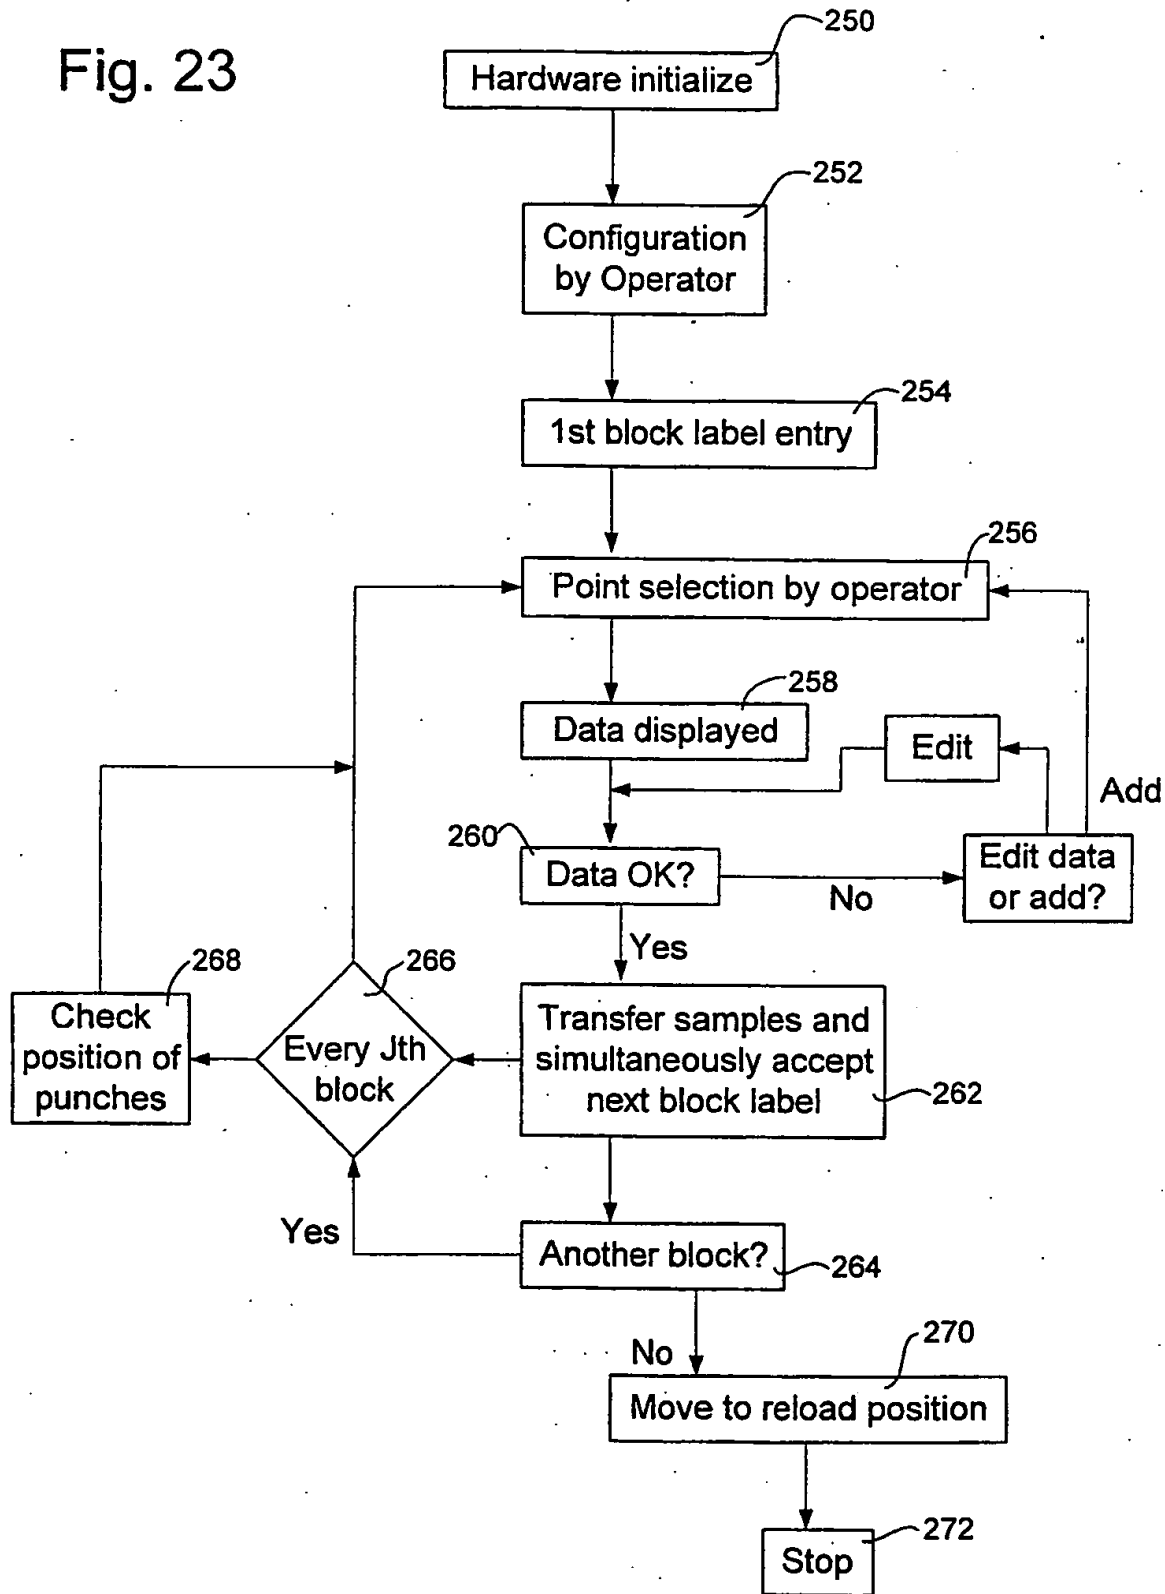 Fig. 23
250
Hardware initialize
252
Configuration
by Operator
254
1st block label entry
256
Point selection by operator
258
Data displayed
Edit
Add
260
Data OK?
No
Edit data
or add?
Yes
268
266
Check
position of
punches
Every Jth
block
Transfer samples and
simultaneously accept
next block label
262
Yes
Another block?
264
No
270
Move to reload position
272
Stop